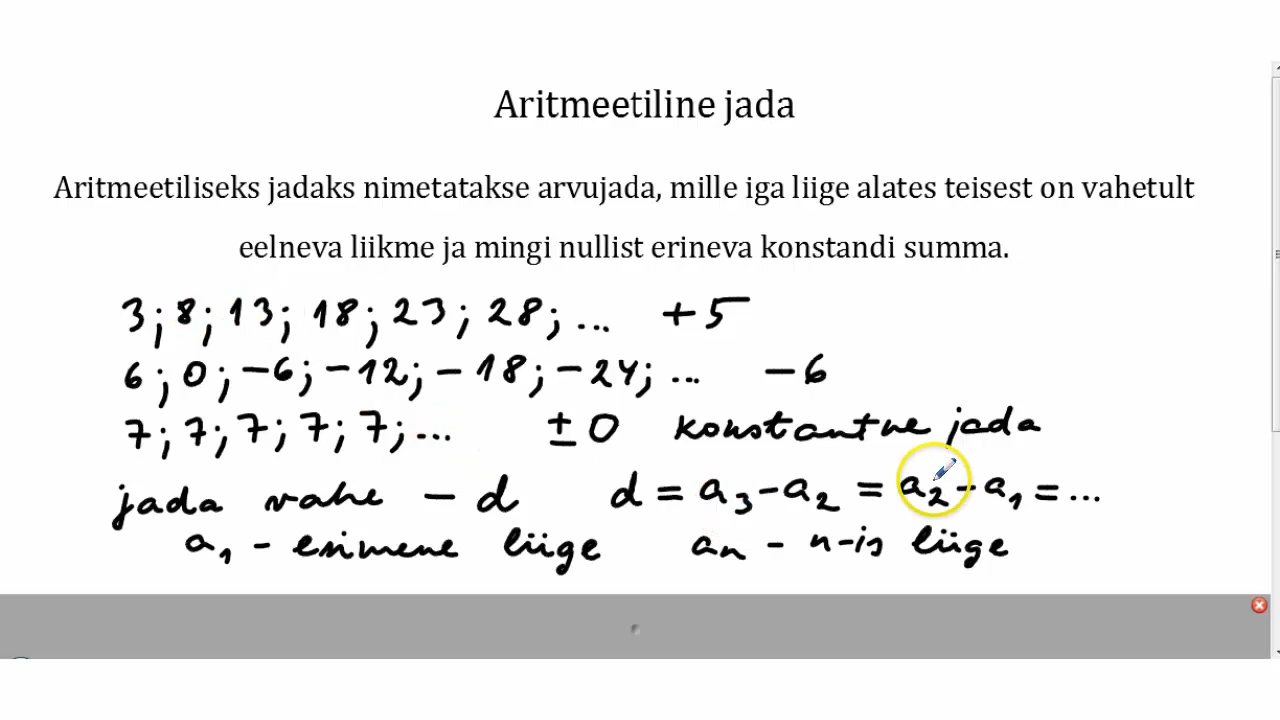 Aritmeetiline jada
Aritmeetiliseks jadaks nimetatakse arvujada, mille iga liige alates teisest on vahetult
eelneva liikme ja mingi nullist erineva konstandi summa.
3; 8; 13; 18; 23; 28; ... +5
6; 0; -6; -12; -18; -24; ... -6
7; 7; 7; 7; 7; ... ±0 konstantne jada
jada vahe - d d = a₃-a₂ = a₂-a₁ = ...
a₁ - esimene liige aₙ - n-is liige